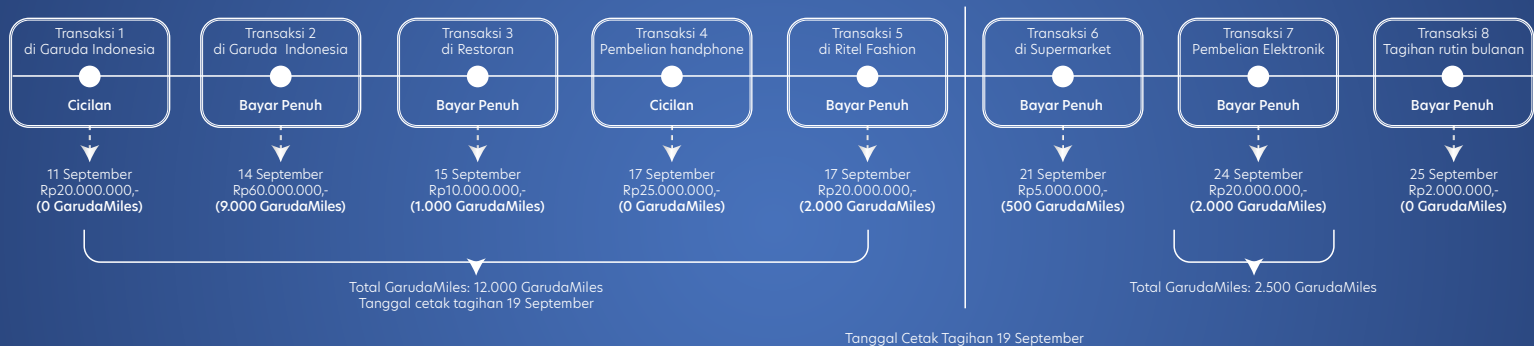 Transaksi 1
di Garuda Indonesia
Cicilan
11 September
Rp20.000.000,-
(0 GarudaMiles)
Transaksi 2
di Garuda Indonesia
Bayar Penuh
14 September
Rp60.000.000,-
(9.000 GarudaMiles)
Transaksi 3
di Restoran
Bayar Penuh
15 September
Rp10.000.000,-
(1.000 GarudaMiles)
Transaksi 4
Pembelian handphone
Cicilan
17 September
Rp25.000.000,-
(0 GarudaMiles)
Transaksi 5
di Ritel Fashion
Bayar Penuh
17 September
Rp20.000.000,-
(2.000 GarudaMiles)
Total GarudaMiles: 12.000 GarudaMiles
Tanggal cetak tagihan 19 September
Transaksi 6
di Supermarket
Bayar Penuh
21 September
Rp5.000.000,-
(500 GarudaMiles)
Transaksi 7
Pembelian Elektronik
Bayar Penuh
24 September
Rp20.000.000,-
(2.000 GarudaMiles)
Transaksi 8
Tagihan rutin bulanan
Bayar Penuh
25 September
Rp2.000.000,-
(0 GarudaMiles)
Total GarudaMiles: 2.500 GarudaMiles
Tanggal Cetak Tagihan 19 September